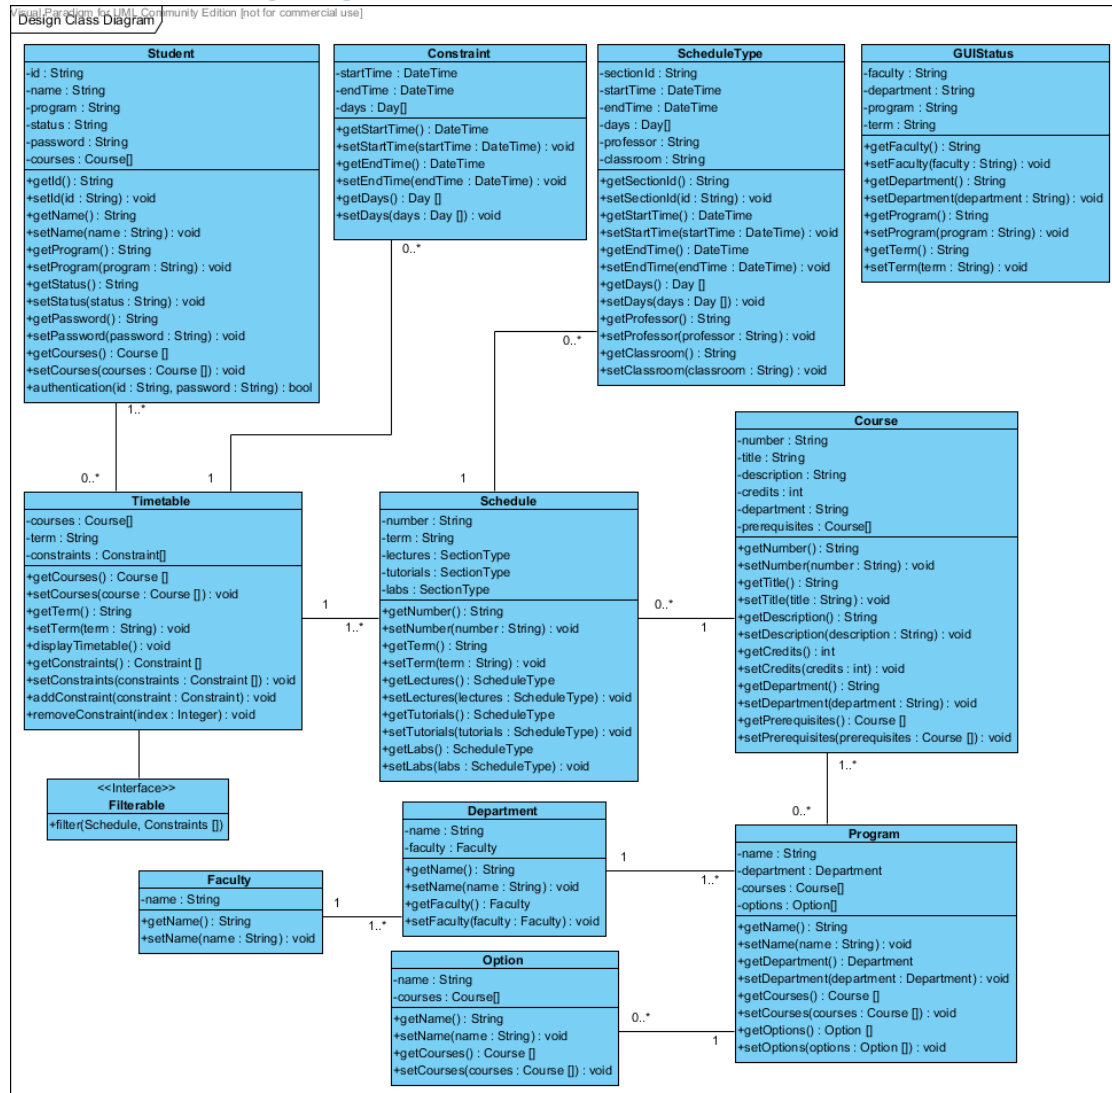 Visual Paradigm for UML Community Edition [not for commercial use]
Design Class Diagram
Student
-id : String
-name : String
-program : String
-status : String
-password : String
-courses : Course[]
+getId() : String
+setId(id : String) : void
+getName() : String
+setName(name : String) : void
+getProgram() : String
+setProgram(program : String) : void
+getStatus() : String
+setStatus(status : String) : void
+getPassword() : String
+setPassword(password : String) : void
+getCourses() : Course []
+setCourses(courses : Course []) : void
+authentication(id : String, password : String) : bool
Constraint
-startTime : DateTime
-endTime : DateTime
-days : Day[]
+getStartTime() : DateTime
+setStartTime(startTime : DateTime) : void
+getEndTime() : DateTime
+setEndTime(endTime : DateTime) : void
+getDays() : Day []
+setDays(days : Day []) : void
ScheduleType
-sectionId : String
-startTime : DateTime
-endTime : DateTime
-days : Day[]
-professor : String
-classroom : String
+getSectionId() : String
+setSectionId(id : String) : void
+getStartTime() : DateTime
+setStartTime(startTime : DateTime) : void
+getEndTime() : DateTime
+setEndTime(endTime : DateTime) : void
+getDays() : Day []
+setDays(days : Day []) : void
+getProfessor() : String
+setProfessor(professor : String) : void
+getClassroom() : String
+setClassroom(classroom : String) : void
GUIStatus
-faculty : String
-department : String
-program : String
-term : String
+getFaculty() : String
+setFaculty(faculty : String) : void
+getDepartment() : String
+setDepartment(department : String) : void
+getProgram() : String
+setProgram(program : String) : void
+getTerm() : String
+setTerm(term : String) : void
0..*
0..*
1..*
0..*
1
1
Timetable
-courses : Course[]
-term : String
-constraints : Constraint[]
+getCourses() : Course []
+setCourses(course : Course []) : void
+getTerm() : String
+setTerm(term : String) : void
+displayTimetable() : void
+getConstraints() : Constraint []
+setConstraints(constraints : Constraint []) : void
+addConstraint(constraint : Constraint) : void
+removeConstraint(index : Integer) : void
1
1..*
Schedule
-number : String
-term : String
-lectures : SectionType
-tutorials : SectionType
-labs : SectionType
+getNumber() : String
+setNumber(number : String) : void
+getTerm() : String
+setTerm(term : String) : void
+getLectures() : ScheduleType
+setLectures(lectures : ScheduleType) : void
+getTutorials() : ScheduleType
+setTutorials(tutorials : ScheduleType) : void
+getLabs() : ScheduleType
+setLabs(labs : ScheduleType) : void
0..*
1
Course
-number : String
-title : String
-description : String
-credits : int
-department : String
-prerequisites : Course[]
+getNumber() : String
+setNumber(number : String) : void
+getTitle() : String
+setTitle(title : String) : void
+getDescription() : String
+setDescription(description : String) : void
+getCredits() : int
+setCredits(credits : int) : void
+getDepartment() : String
+setDepartment(department : String) : void
+getPrerequisites() : Course []
+setPrerequisites(prerequisites : Course []) : void
1..*
0..*
<<Interface>>
Filterable
+filter(Schedule, Constraints [])
Department
-name : String
-faculty : Faculty
+getName() : String
+setName(name : String) : void
+getFaculty() : Faculty
+setFaculty(faculty : Faculty) : void
1
1..*
Faculty
-name : String
+getName() : String
+setName(name : String) : void
1
1..*
Program
-name : String
-department : Department
-courses : Course[]
-options : Option[]
+getName() : String
+setName(name : String) : void
+getDepartment() : Department
+setDepartment(department : Department) : void
+getCourses() : Course []
+setCourses(courses : Course []) : void
+getOptions() : Option []
+setOptions(options : Option []) : void
Option
-name : String
-courses : Course[]
+getName() : String
+setName(name : String) : void
+getCourses() : Course []
+setCourses(courses : Course []) : void
0..*
1